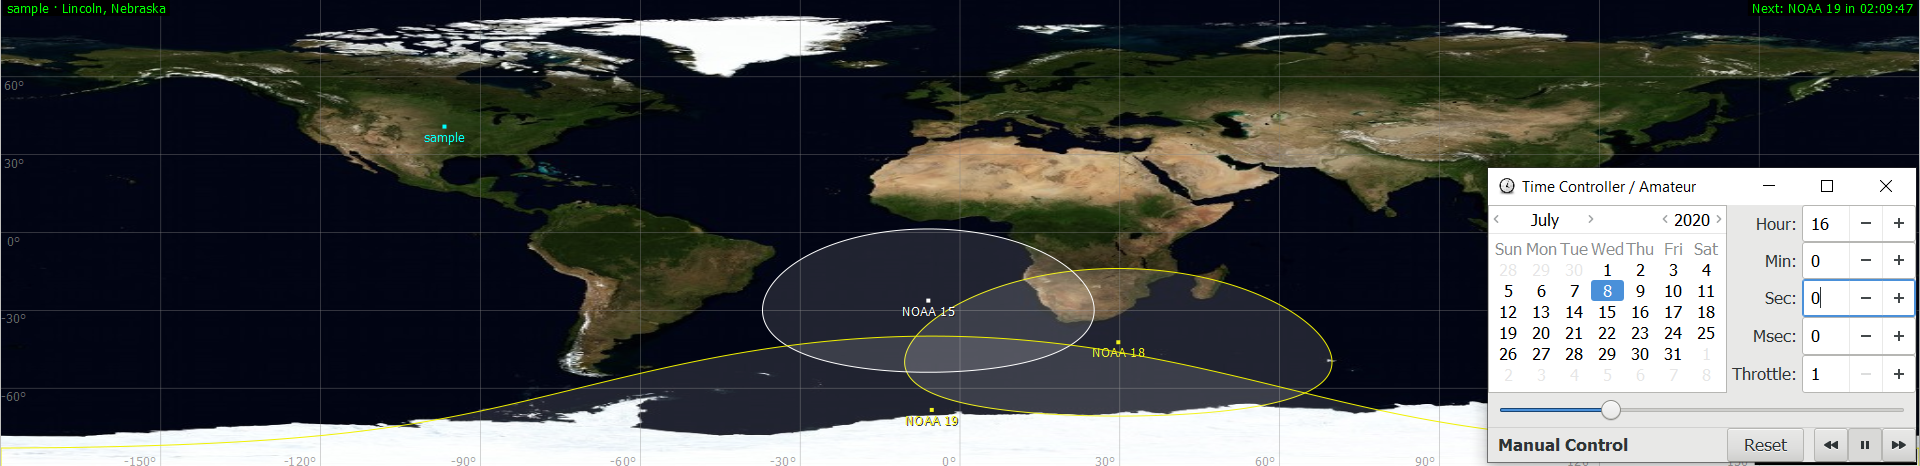 sample · Lincoln, Nebraska
Next: NOAA 19 in 02:09:47
60°
30°
0°
-30°
-60°
-150° -120° -90° -60° -30° 0° 30° 60° 90°
sample
NOAA 15
NOAA 18
NOAA 19
Time Controller / Amateur
July 2020
Sun Mon Tue Wed Thu Fri Sat
28 29 30 1 2 3 4
5 6 7 8 9 10 11
12 13 14 15 16 17 18
19 20 21 22 23 24 25
26 27 28 29 30 31 1
2 3 4 5 6 7 8
Hour: 16
Min: 0
Sec: 0
Msec: 0
Throttle: 1
Manual Control
Reset